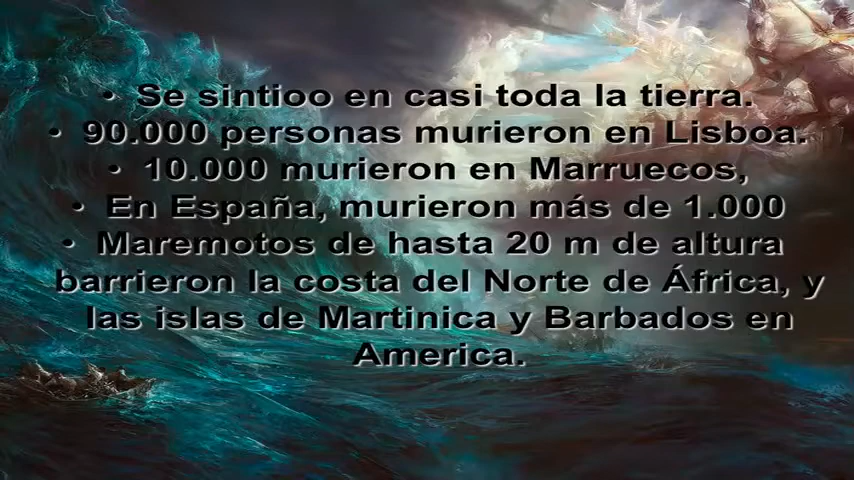 • Se sintioo en casi toda la tierra.
• 90.000 personas murieron en Lisboa.
• 10.000 murieron en Marruecos,
• En España, murieron más de 1.000
• Maremotos de hasta 20 m de altura
barrieron la costa del Norte de África, y
las islas de Martinica y Barbados en
America.